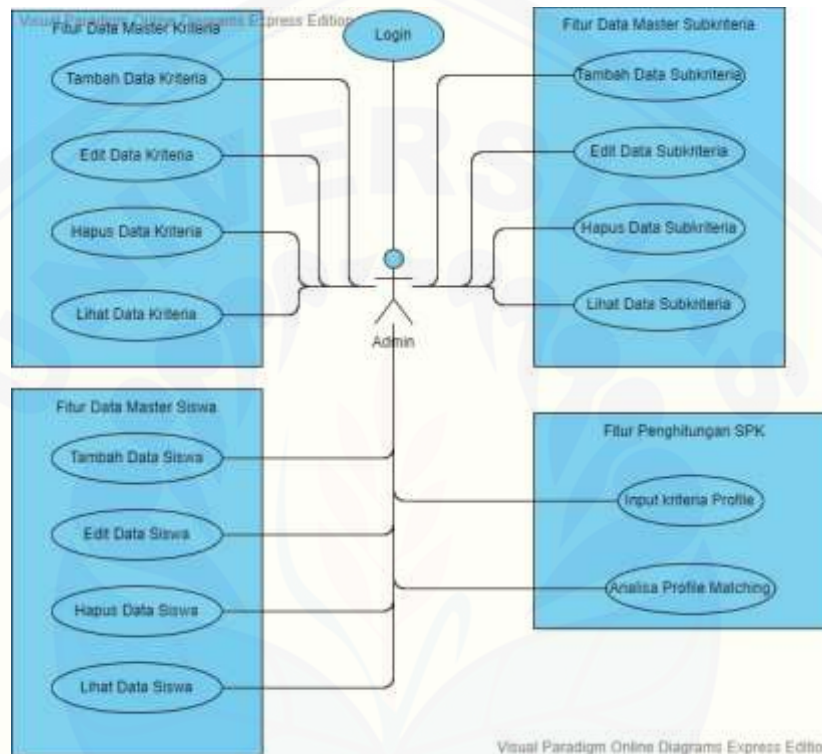 Visual Paradigm Online Diagrams Express Edition
Fitur Data Master Kriteria
Tambah Data Kriteria
Edit Data Kriteria
Hapus Data Kriteria
Lihat Data Kriteria
Login
Admin
Fitur Data Master Subkriteria
Tambah Data Subkriteria
Edit Data Subkriteria
Hapus Data Subkriteria
Lihat Data Subkriteria
Fitur Data Master Siswa
Tambah Data Siswa
Edit Data Siswa
Hapus Data Siswa
Lihat Data Siswa
Fitur Penghitungan SPK
Input kriteria Profile
Analisa Profile Matching
Visual Paradigm Online Diagrams Express Editio